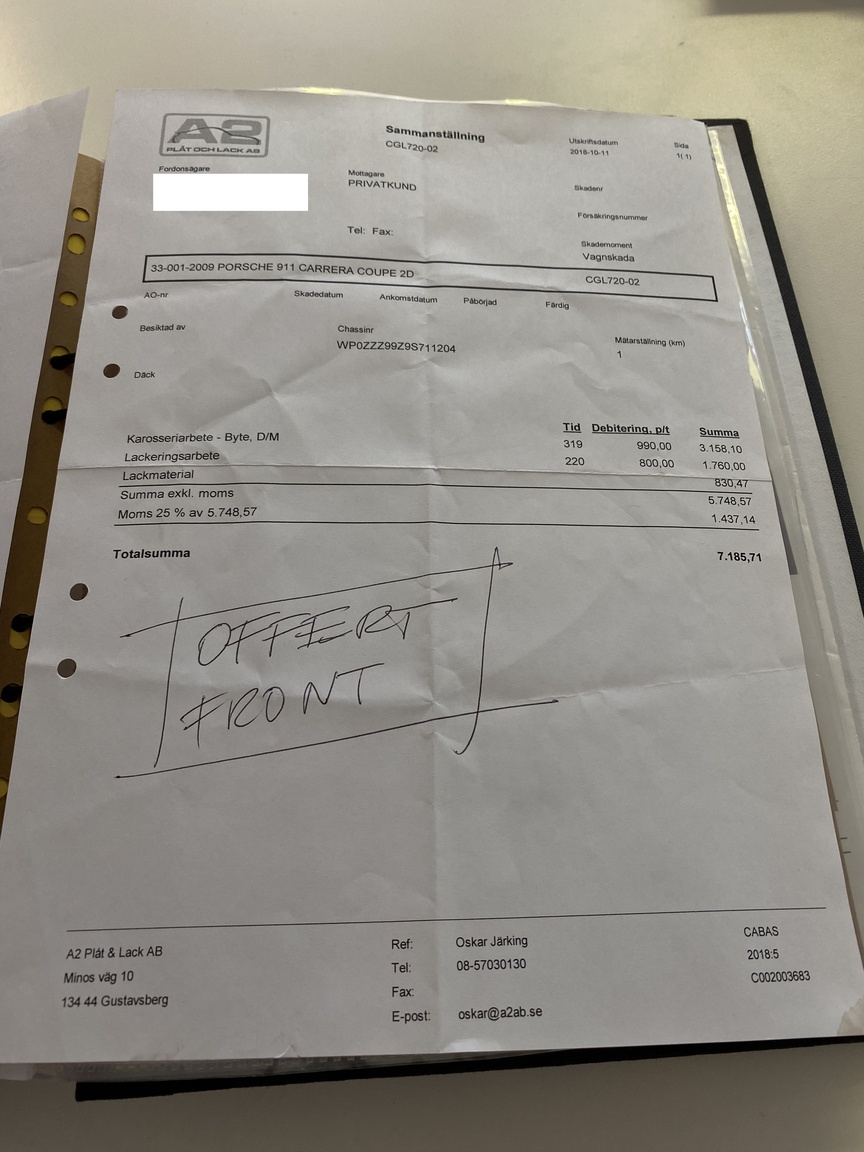 A2
PLÅT OCH LACK AB
Sammanställning
CGL720-02
Utskriftsdatum
2018-10-11
Sida
1( 1)
Fordonsägare
Mottagare
PRIVATKUND
Skadenr
Försäkringsnummer
Tel: Fax:
Skademoment
Vagnskada
33-001-2009 PORSCHE 911 CARRERA COUPE 2D CGL720-02
AO-nr Skadedatum Ankomstdatum Påbörjad Färdig
Besiktad av
Chassinr
WP0ZZZ99Z9S711204
Mätarställning (km)
1
Däck
Tid Debitering, p/t Summa
Karosseriarbete - Byte, D/M 319 990,00 3.158,10
Lackeringsarbete 220 800,00 1.760,00
Lackmaterial 830,47
Summa exkl. moms 5.748,57
Moms 25 % av 5.748,57 1.437,14
Totalsumma 7.185,71
OFFERT
FRONT
A2 Plåt & Lack AB
Minos väg 10
134 44 Gustavsberg
Ref: Oskar Järking
Tel: 08-57030130
Fax:
E-post: oskar@a2ab.se
CABAS
2018:5
C002003683